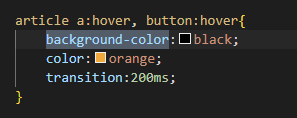 article a:hover, button:hover{
background-color: black;
color: orange;
transition:200ms;
}